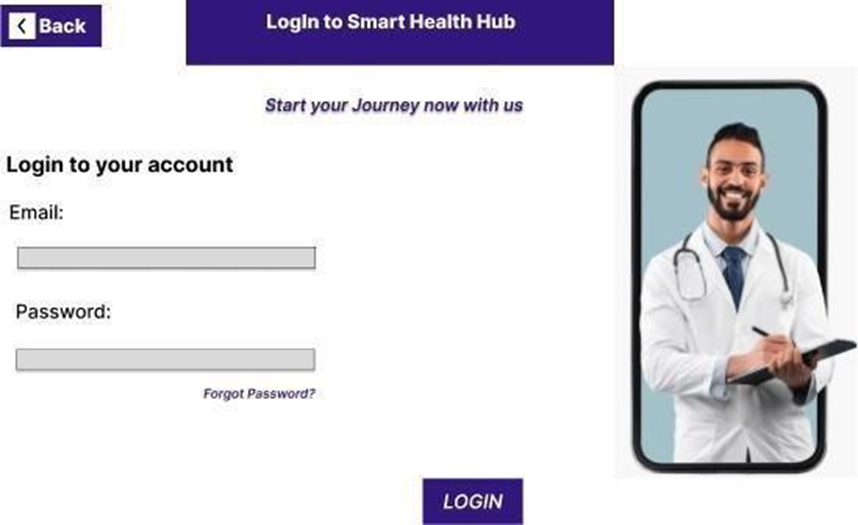 Back
LogIn to Smart Health Hub
Start your Journey now with us
Login to your account
Email:
Password:
Forgot Password?
LOGIN